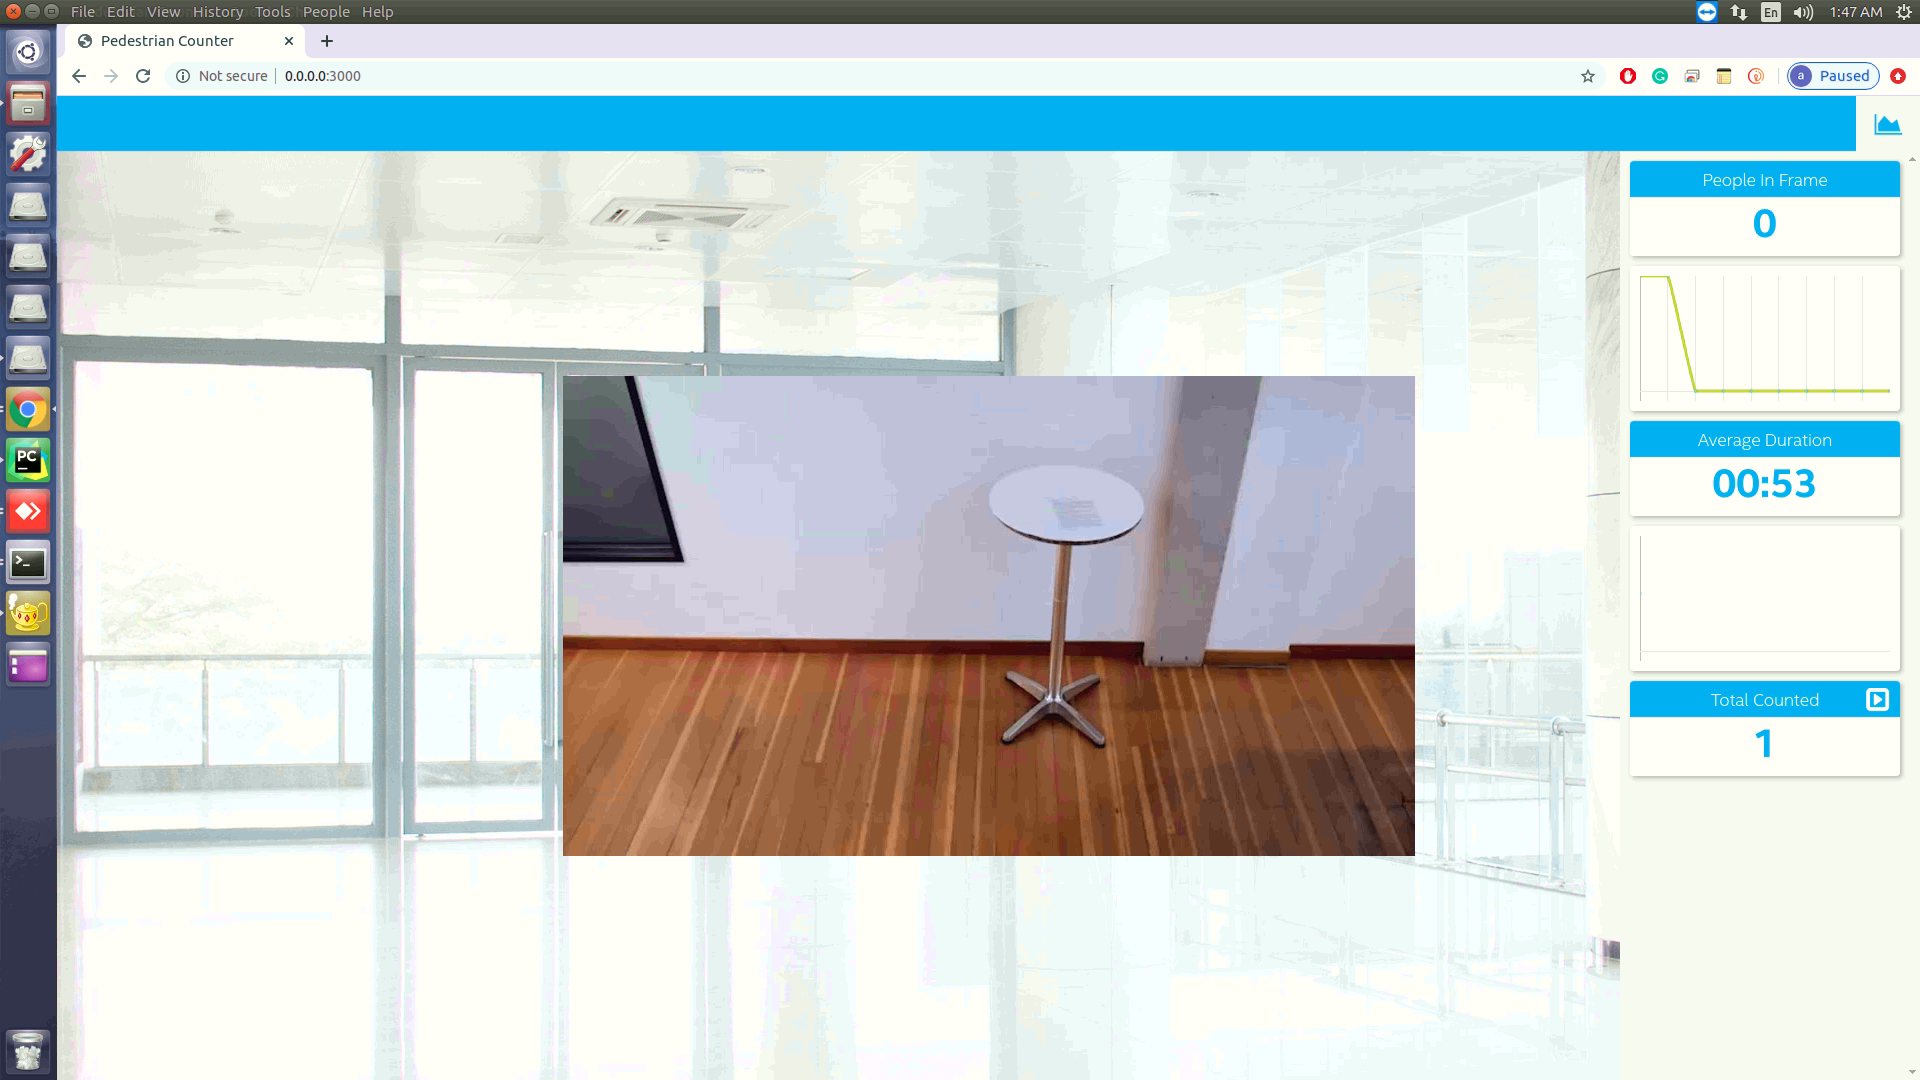 File Edit View History Tools People Help
En
1:47 AM
Pedestrian Counter
Not secure
0.0.0.0:3000
a
Paused
People In Frame
0
PC
Average Duration
00:53
Total Counted
1